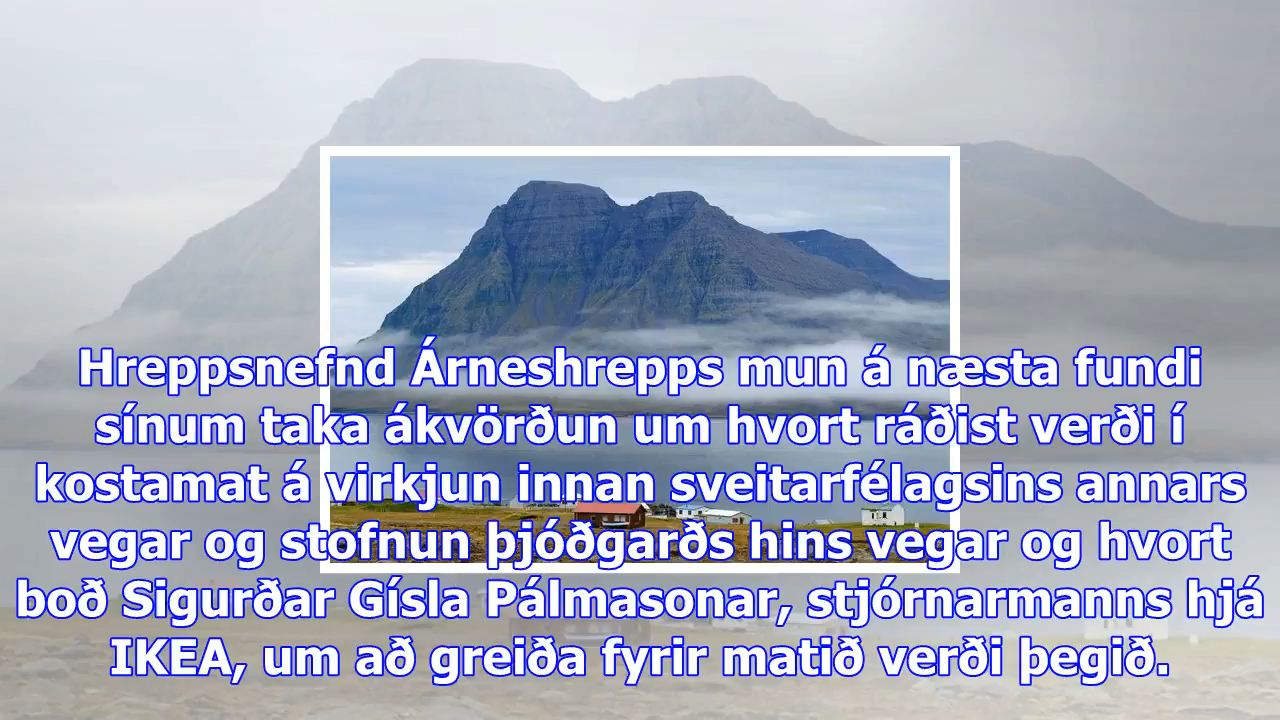 Hreppsnefnd Árneshrepps mun á næsta fundi
sínum taka ákvörðun um hvort ráðist verði í
kostamat á virkjun innan sveitarfélagsins annars
vegar og stofnun þjóðgarðs hins vegar og hvort
boð Sigurðar Gísla Pálmasonar, stjórnarmanns hjá
IKEA, um að greiða fyrir matið verði þegið.